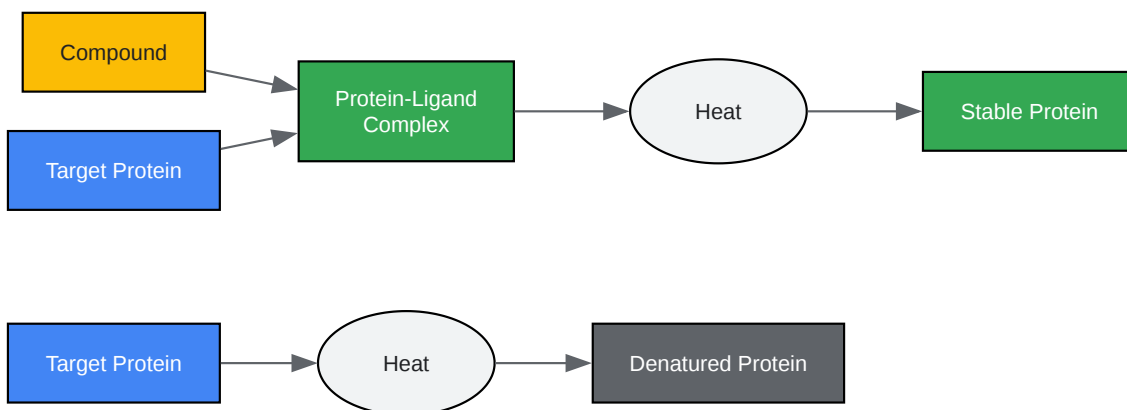 Compound
Target Protein
Protein-Ligand
Complex
Heat
Stable Protein
Target Protein
Heat
Denatured Protein